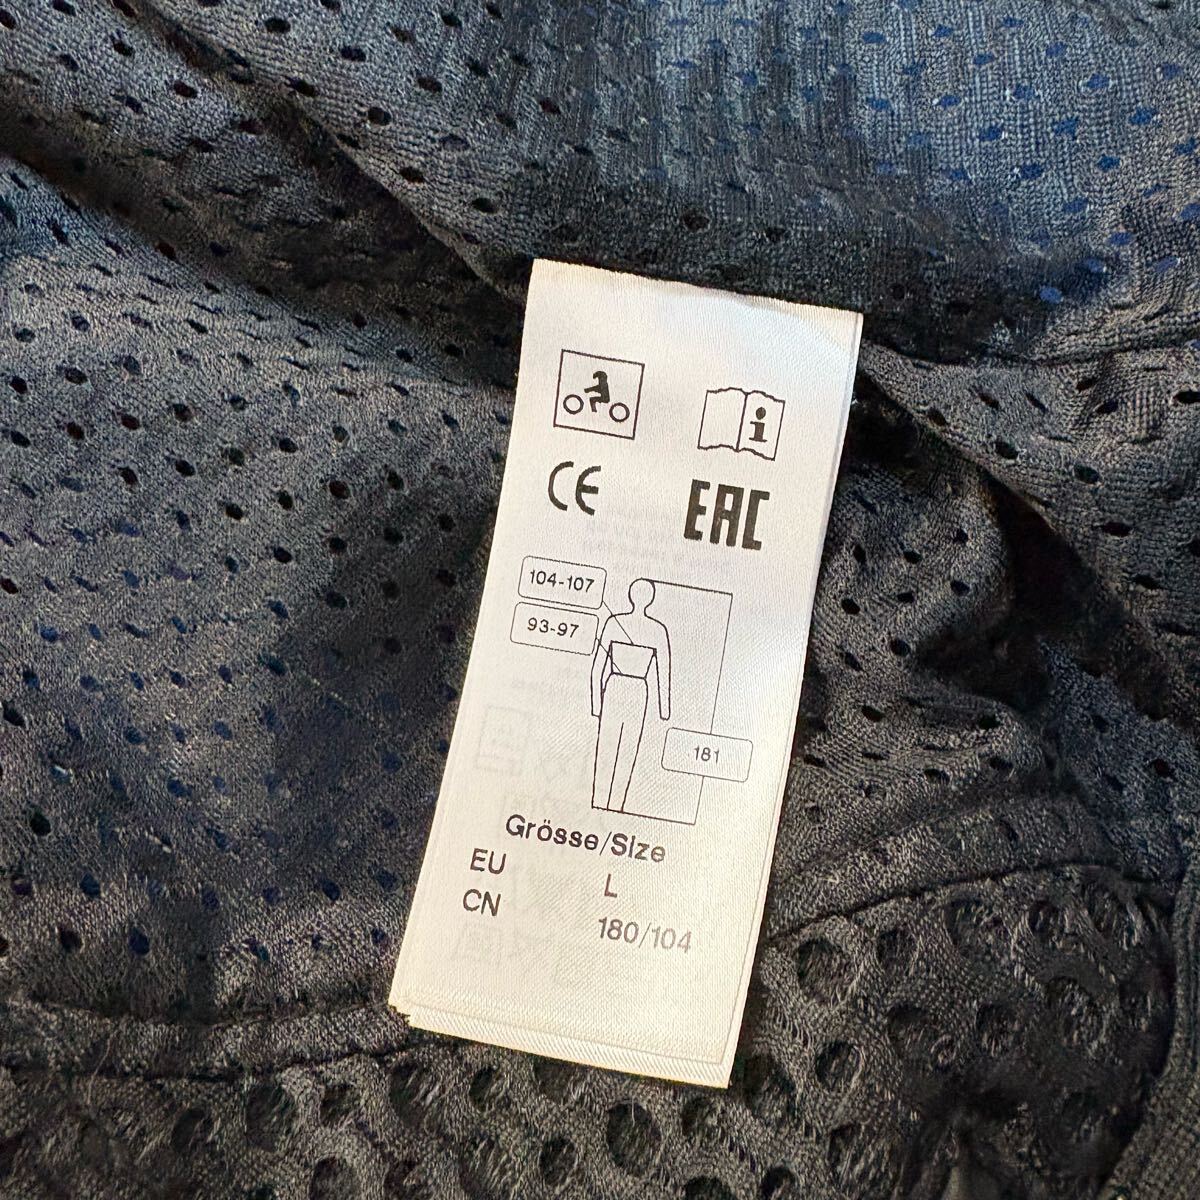 i
CE
EAC
104-107
93-97
181
Grösse/Size
EU L
CN 180/104